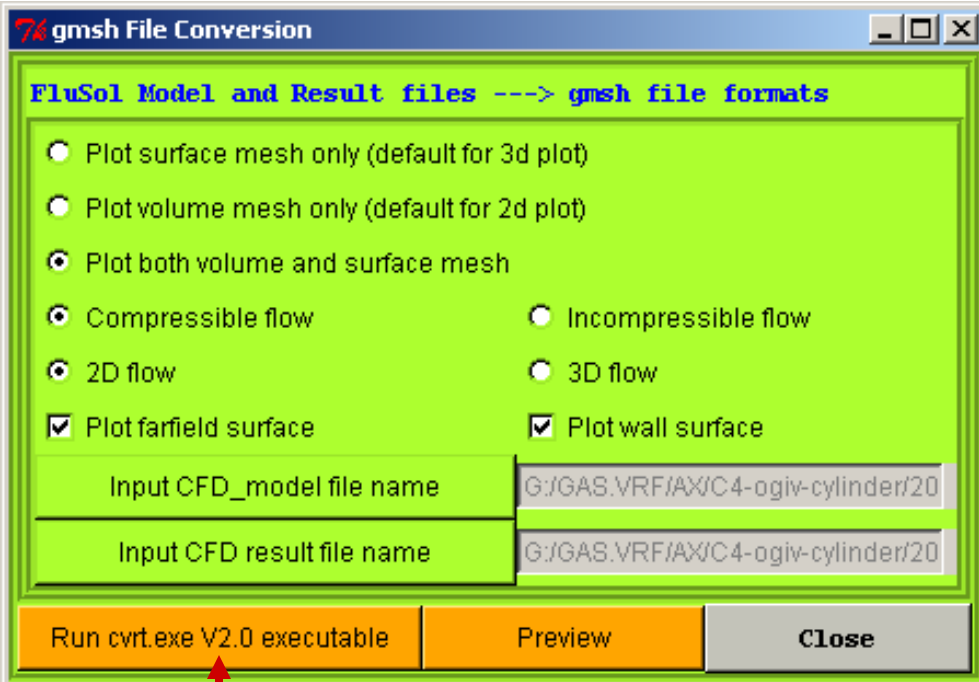 gmsh File Conversion
FluSol Model and Result files ---> gmsh file formats
Plot surface mesh only (default for 3d plot)
Plot volume mesh only (default for 2d plot)
Plot both volume and surface mesh
Compressible flow Incompressible flow
2D flow 3D flow
Plot farfield surface Plot wall surface
Input CFD_model file name G:/GAS.VRF/AX/C4-ogiv-cylinder/20
Input CFD result file name G:/GAS.VRF/AX/C4-ogiv-cylinder/20
Run cvrt.exe V2.0 executable Preview Close